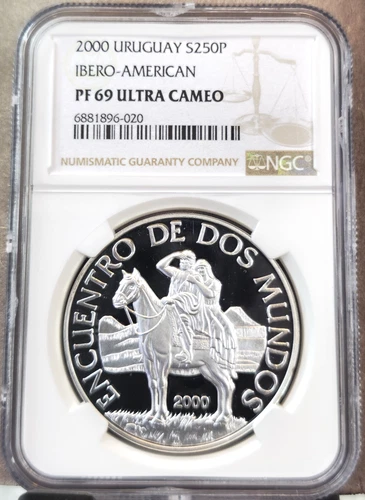 2000 URUGUAY S250P
IBERO-AMERICAN
PF 69 ULTRA CAMEO
6881896-020
NUMISMATIC GUARANTY COMPANY
NGC
ENCUENTRO DE DOS MUNDOS
2000